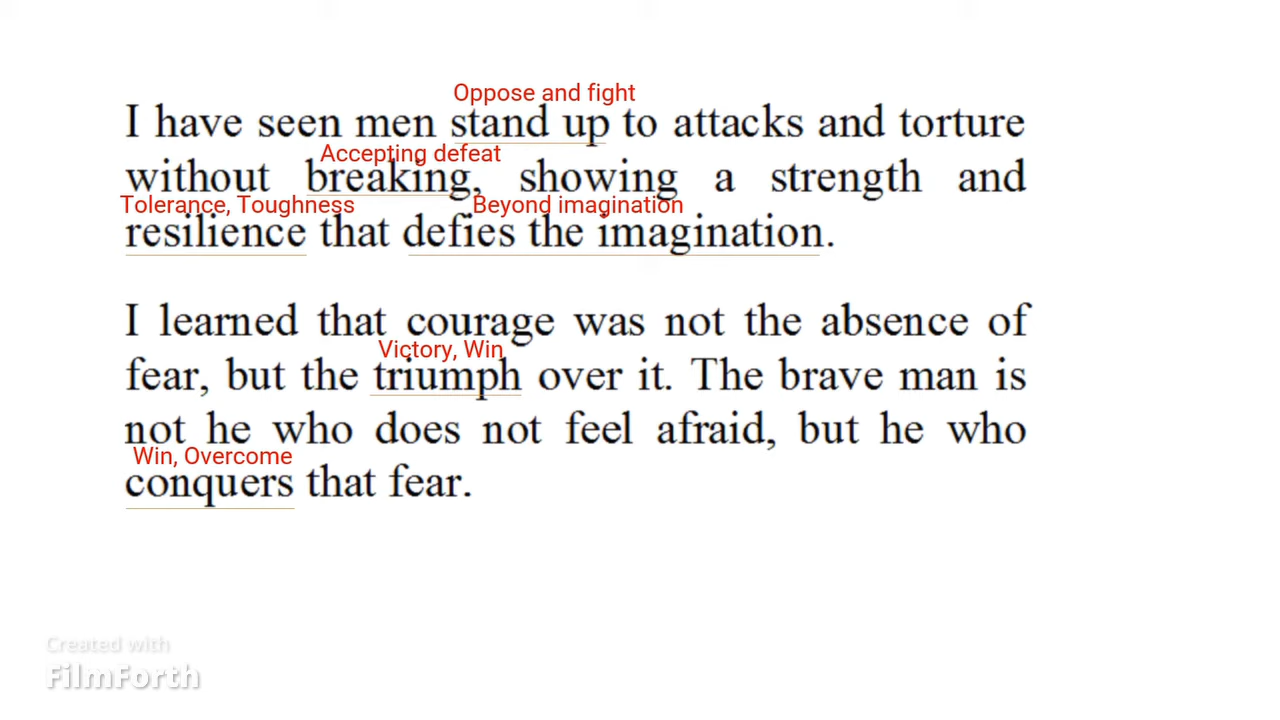 Oppose and fight
I have seen men stand up to attacks and torture
Accepting defeat
without breaking, showing a strength and
Tolerance, Toughness Beyond imagination
resilience that defies the imagination.
I learned that courage was not the absence of
Victory, Win
fear, but the triumph over it. The brave man is
not he who does not feel afraid, but he who
Win, Overcome
conquers that fear.
Created with
FilmForth